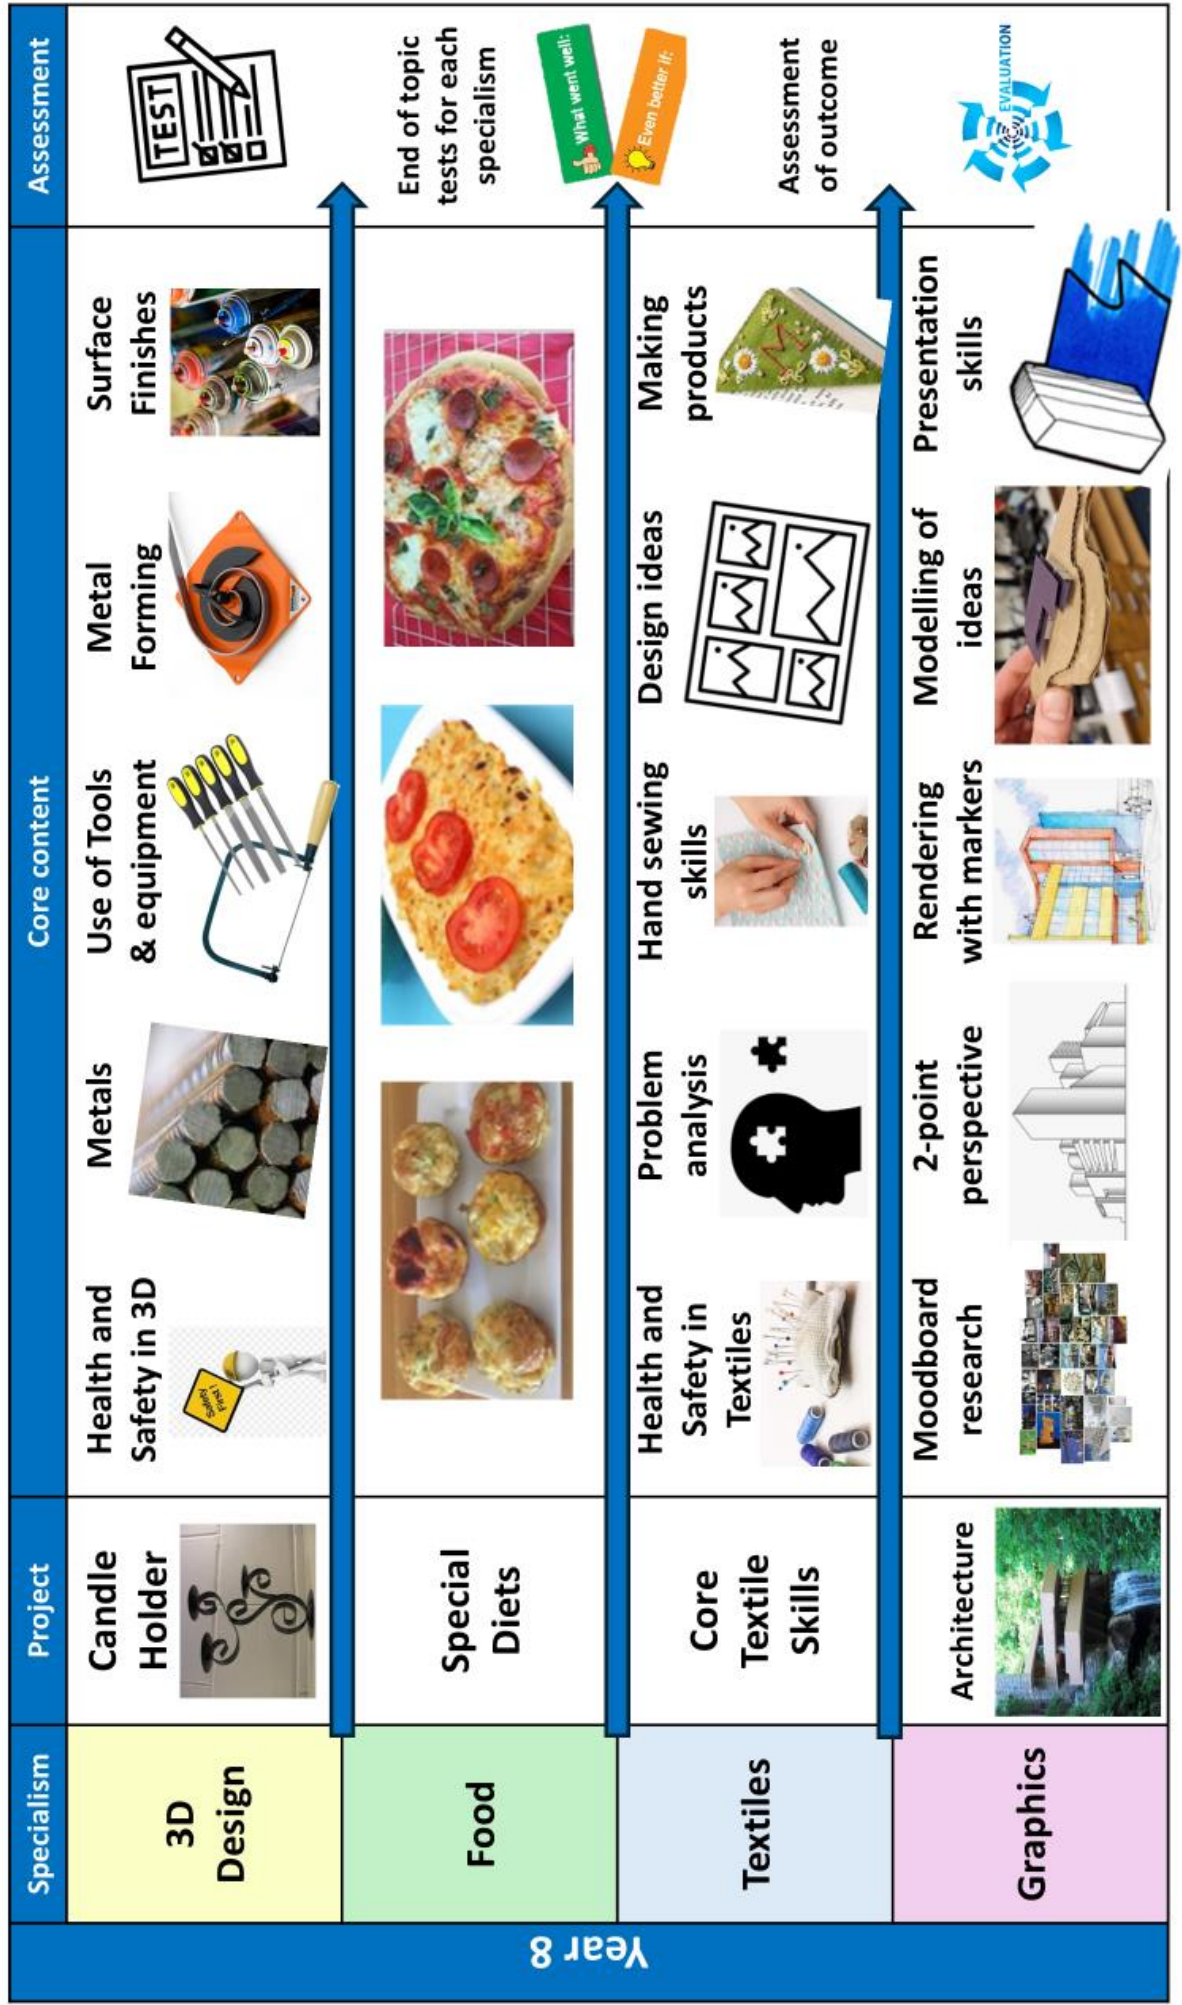 Year 8
Specialism
Project
Core content
Assessment
3D
Design
Candle
Holder
Health and
Safety in 3D
Safety
First!
Metals
Use of Tools
& equipment
Metal
Forming
Surface
Finishes
TEST
Food
Special
Diets
End of topic
tests for each
specialism
What went well:
Even better if:
Textiles
Core
Textile
Skills
Health and
Safety in
Textiles
Problem
analysis
Hand sewing
skills
Design ideas
Making
products
M
Assessment
of outcome
Graphics
Architecture
Moodboard
research
2-point
perspective
Rendering
with markers
Modelling of
ideas
Presentation
skills
EVALUATION